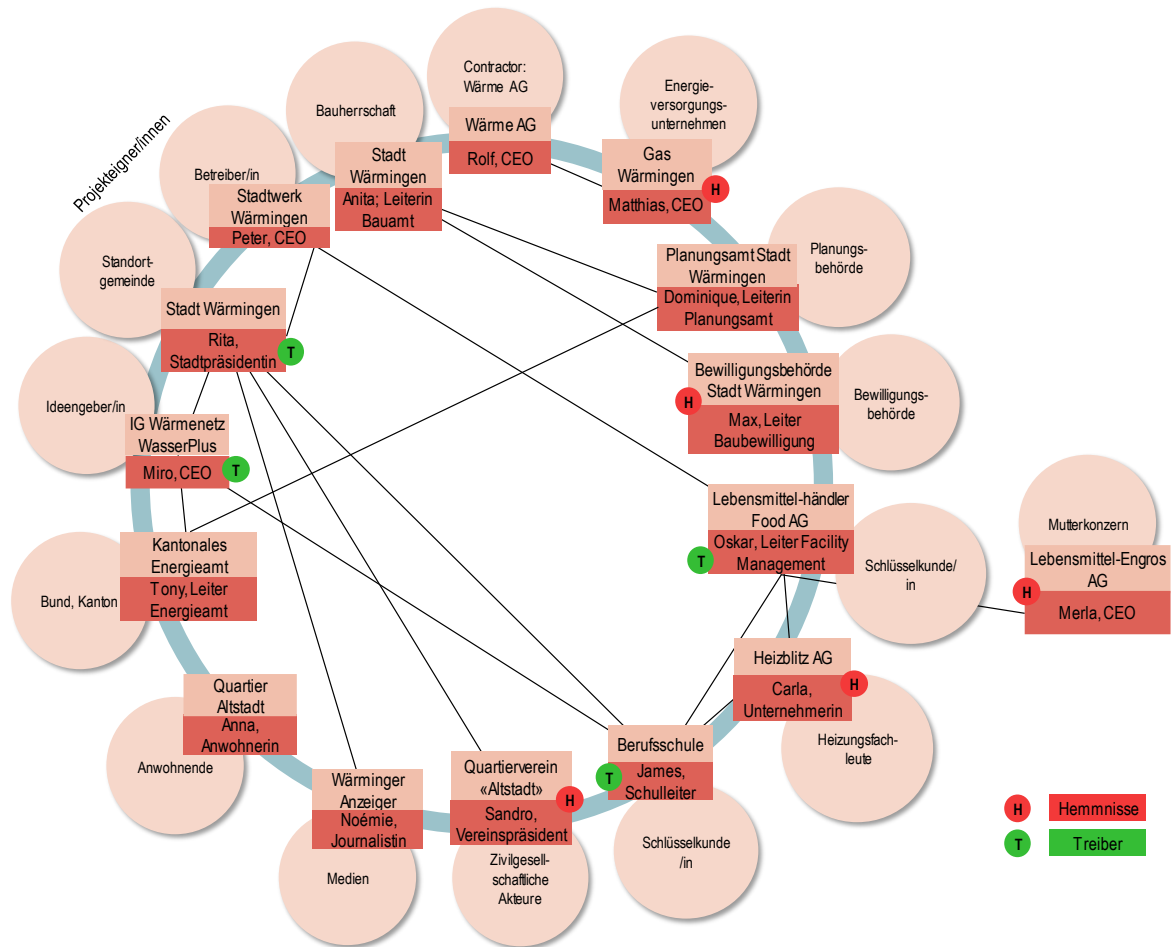 Projekteigner/innen
Contractor:
Wärme AG
Wärme AG
Rolf, CEO
Energie-
versorgungs-
unternehmen
Gas
Wärmingen
Matthias, CEO
H
Planungs-
behörde
Planungsamt Stadt
Wärmingen
Dominique, Leiterin
Planungsamt
Bewilligungs-
behörde
Bewilligungsbehörde
Stadt Wärmingen
H
Max, Leiter
Baubewilligung
Schlüsselkunde/
in
Lebensmittel-händler
Food AG
Oskar, Leiter Facility
Management
T
Mutterkonzern
Lebensmittel-Engros
AG
H
Merla, CEO
Heizblitz AG
Carla,
Unternehmerin
H
Heizungsfach-
leute
Berufsschule
James,
Schulleiter
T
Schlüsselkunde
/in
Quartierverein
«Altstadt»
Sandro,
Vereinspräsident
H
Zivilgesell-
schaftliche
Akteure
Wärminger
Anzeiger
Noémie,
Journalistin
Medien
Quartier
Altstadt
Anna,
Anwohnerin
Anwohnende
Kantonales
Energieamt
Tony, Leiter
Energieamt
Bund, Kanton
Ideengeber/in
IG Wärmenetz
WasserPlus
Miro, CEO
T
Standort-
gemeinde
Stadt Wärmingen
Rita,
Stadtpräsidentin
T
Betreiber/in
Stadtwerk
Wärmingen
Peter, CEO
Bauherrschaft
Stadt
Wärmingen
Anita; Leiterin
Bauamt
H Hemmnisse
T Treiber